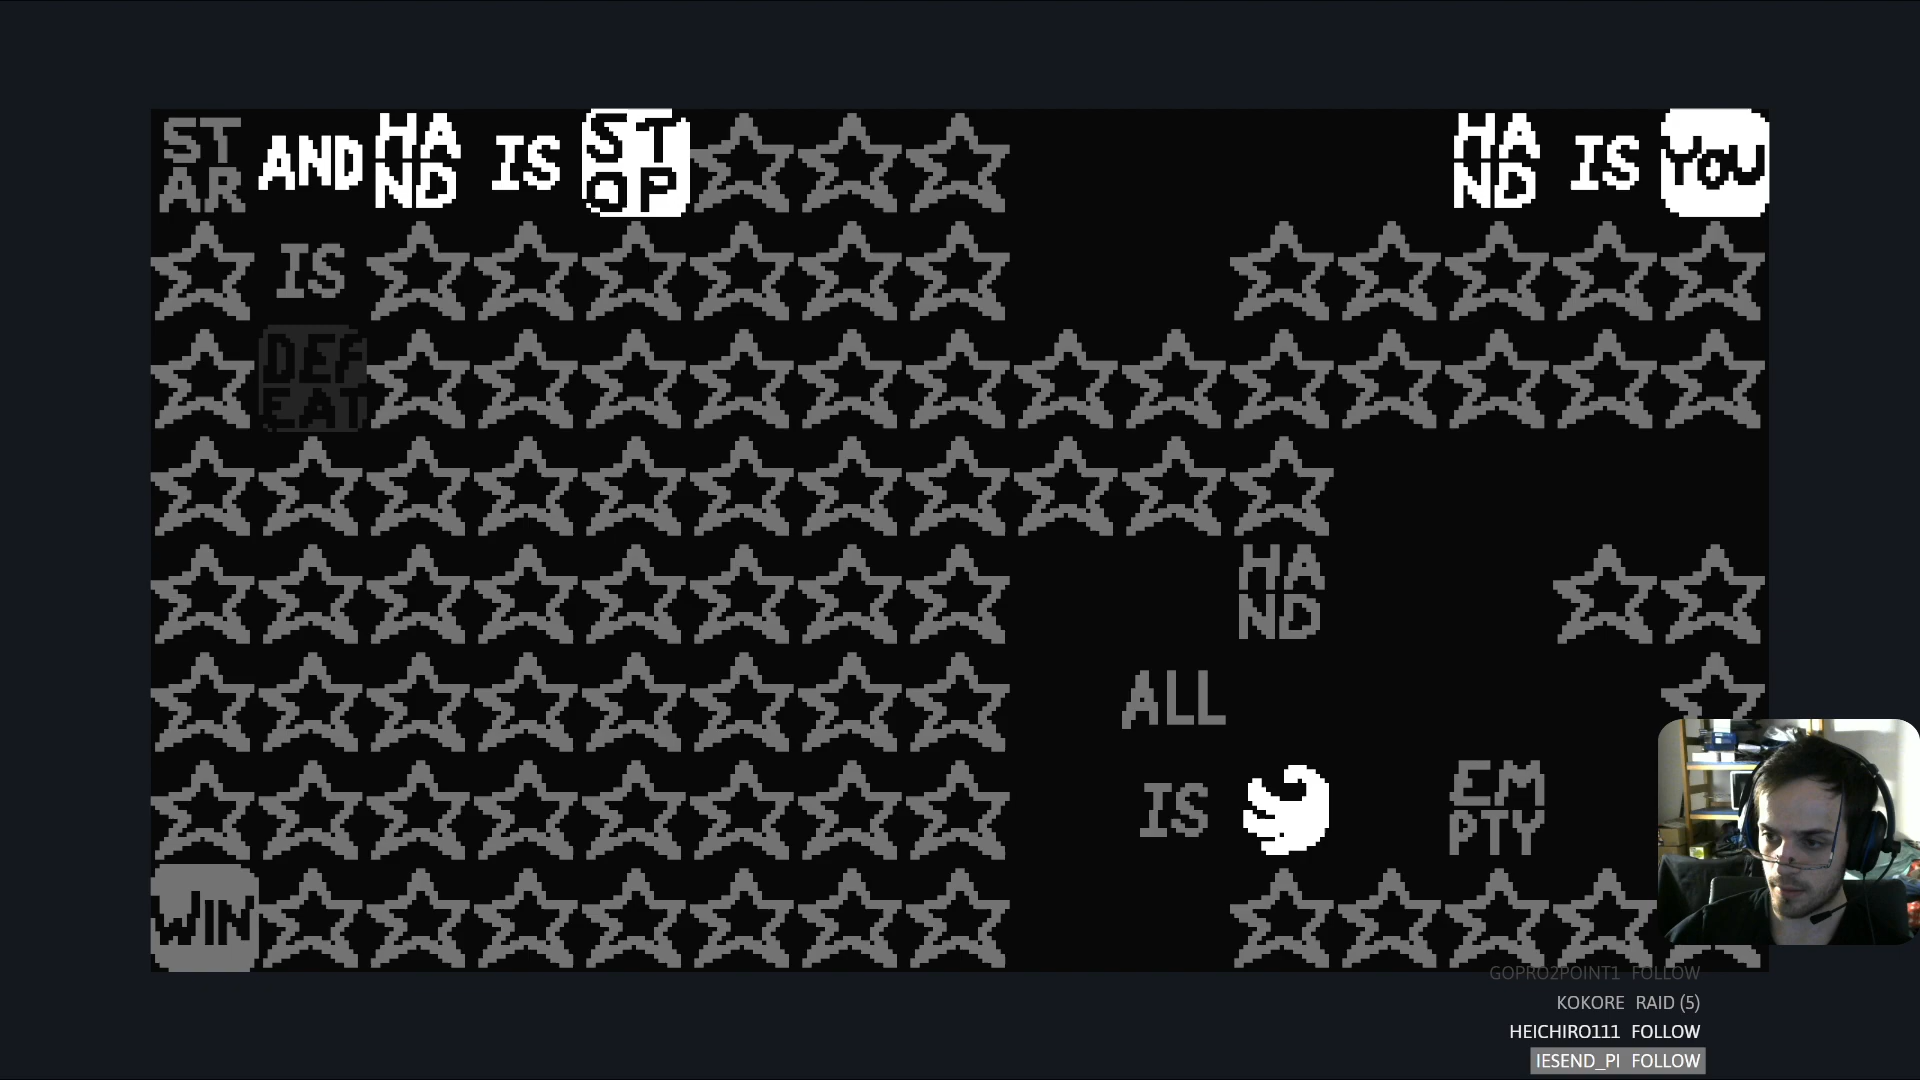 STAR AND HAND IS STOP HAND IS YOU
IS
DEFEAT
HAND
ALL
IS EMPTY
WIN
GOPRO2POINT1 FOLLOW
KOKORE RAID (5)
HEICHIRO111 FOLLOW
IESEND_PI FOLLOW